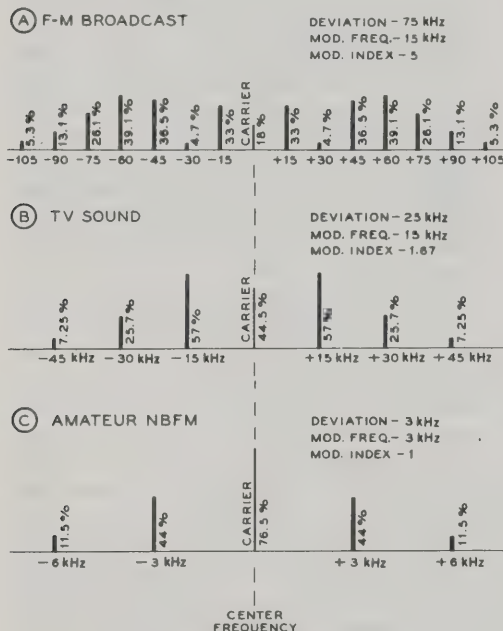 A F-M BROADCAST
DEVIATION - 75 kHz
MOD. FREQ. - 15 kHz
MOD. INDEX - 5
5.3 % 13.1 % 26.1 % 39.1 % 36.5 % 4.7 % 33 % CARRIER 18 % 33 % 4.7 % 36.5 % 39.1 % 26.1 % 13.1 % 5.3 %
-105 -90 -75 -60 -45 -30 -15 +15 +30 +45 +60 +75 +90 +105
B TV SOUND
DEVIATION - 25 kHz
MOD. FREQ. - 15 kHz
MOD. INDEX - 1.67
7.25 % 25.7 % 57 % CARRIER 44.5 % 57 % 25.7 % 7.25 %
-45 kHz -30 kHz -15 kHz +15 kHz +30 kHz +45 kHz
C AMATEUR NBFM
DEVIATION - 3 kHz
MOD. FREQ. - 3 kHz
MOD. INDEX - 1
11.5 % 44 % CARRIER 76.5 % 44 % 11.5 %
-6 kHz -3 kHz +3 kHz +6 kHz
CENTER
FREQUENCY